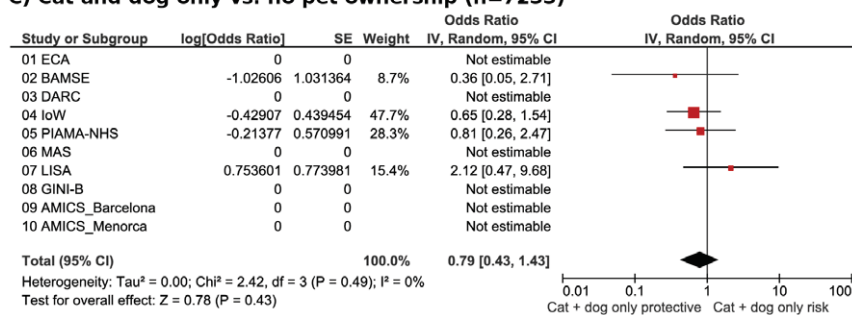 C) Cat and dog only vs. no pet ownership (n=7255)
Odds Ratio Odds Ratio
Study or Subgroup log[Odds Ratio] SE Weight IV, Random, 95% CI IV, Random, 95% CI
01 ECA 0 0 Not estimable
02 BAMSE -1.02606 1.031364 8.7% 0.36 [0.05, 2.71]
03 DARC 0 0 Not estimable
04 IoW -0.42907 0.439454 47.7% 0.65 [0.28, 1.54]
05 PIAMA-NHS -0.21377 0.570991 28.3% 0.81 [0.26, 2.47]
06 MAS 0 0 Not estimable
07 LISA 0.753601 0.773981 15.4% 2.12 [0.47, 9.68]
08 GINI-B 0 0 Not estimable
09 AMICS_Barcelona 0 0 Not estimable
10 AMICS_Menorca 0 0 Not estimable
Total (95% CI) 100.0% 0.79 [0.43, 1.43]
Heterogeneity: Tau² = 0.00; Chi² = 2.42, df = 3 (P = 0.49); I² = 0%
Test for overall effect: Z = 0.78 (P = 0.43)
0.01 0.1 1 10 100
Cat + dog only protective Cat + dog only risk